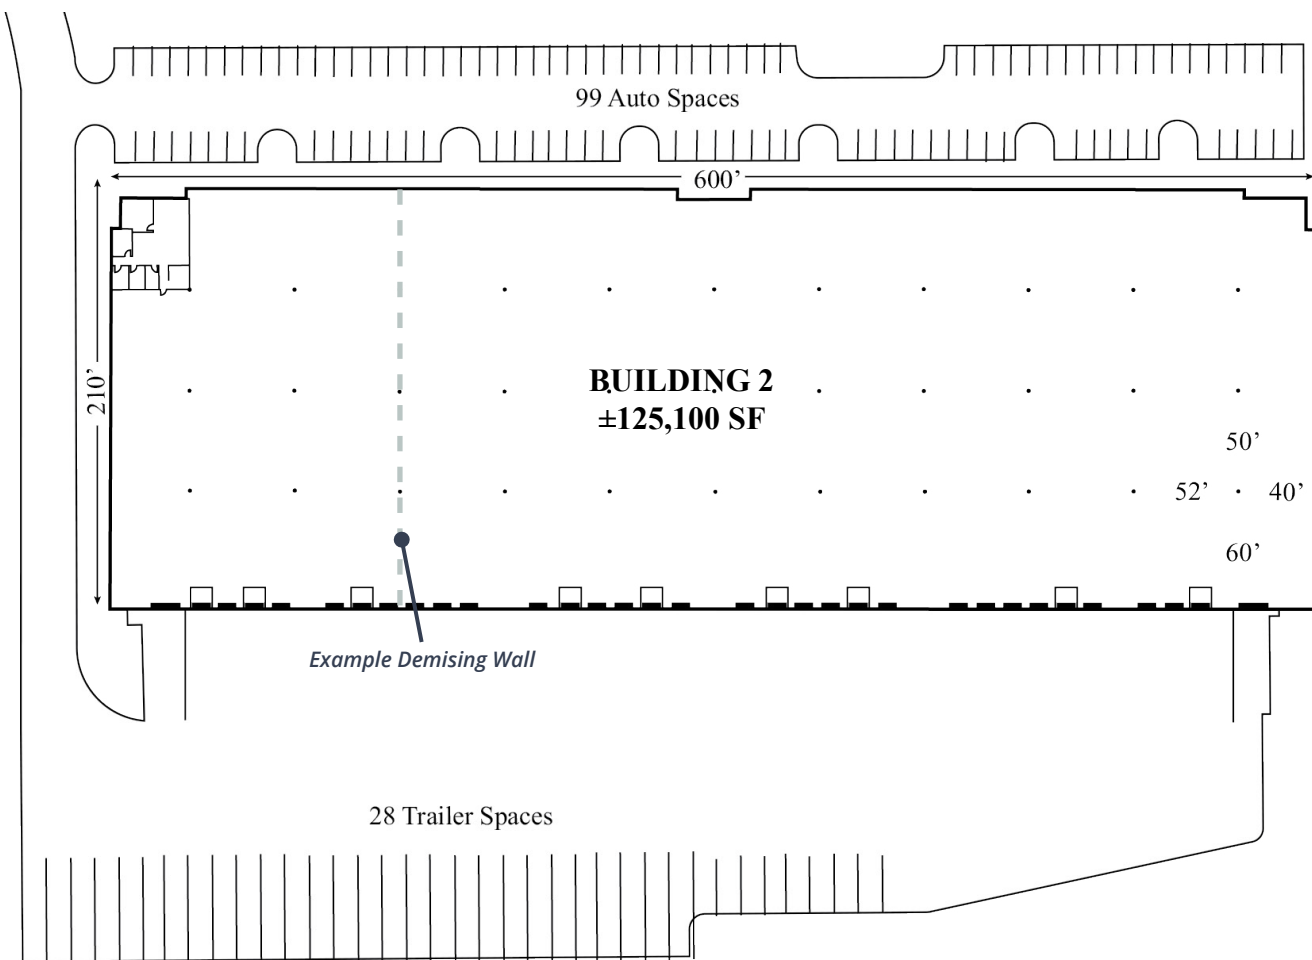 99 Auto Spaces
600’
210’
BUILDING 2
±125,100 SF
50’
52’ 40’
60’
Example Demising Wall
28 Trailer Spaces